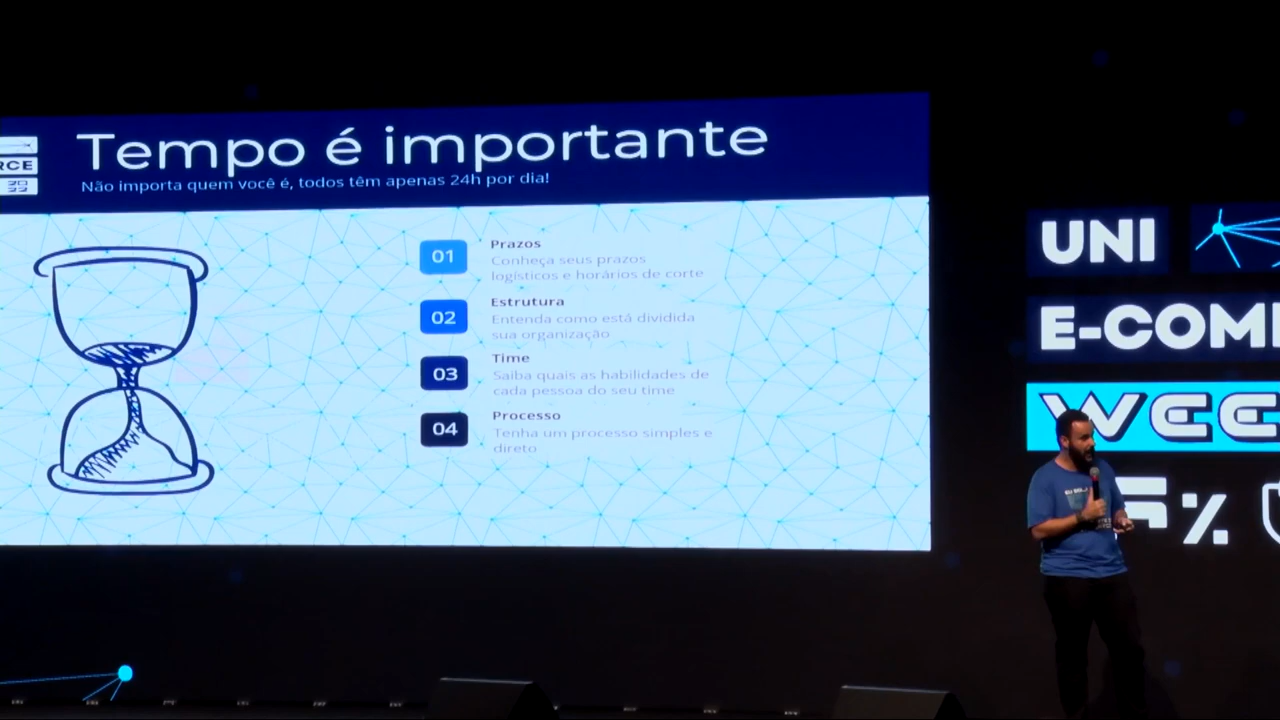 RCE
Tempo é importante
Não importa quem você é, todos têm apenas 24h por dia!
01
Prazos
Conheça seus prazos
logísticos e horários de corte
02
Estrutura
Entenda como está dividida
sua organização
03
Time
Saiba quais as habilidades de
cada pessoa do seu time
04
Processo
Tenha um processo simples e
direto
UNI
E-COM
WEE